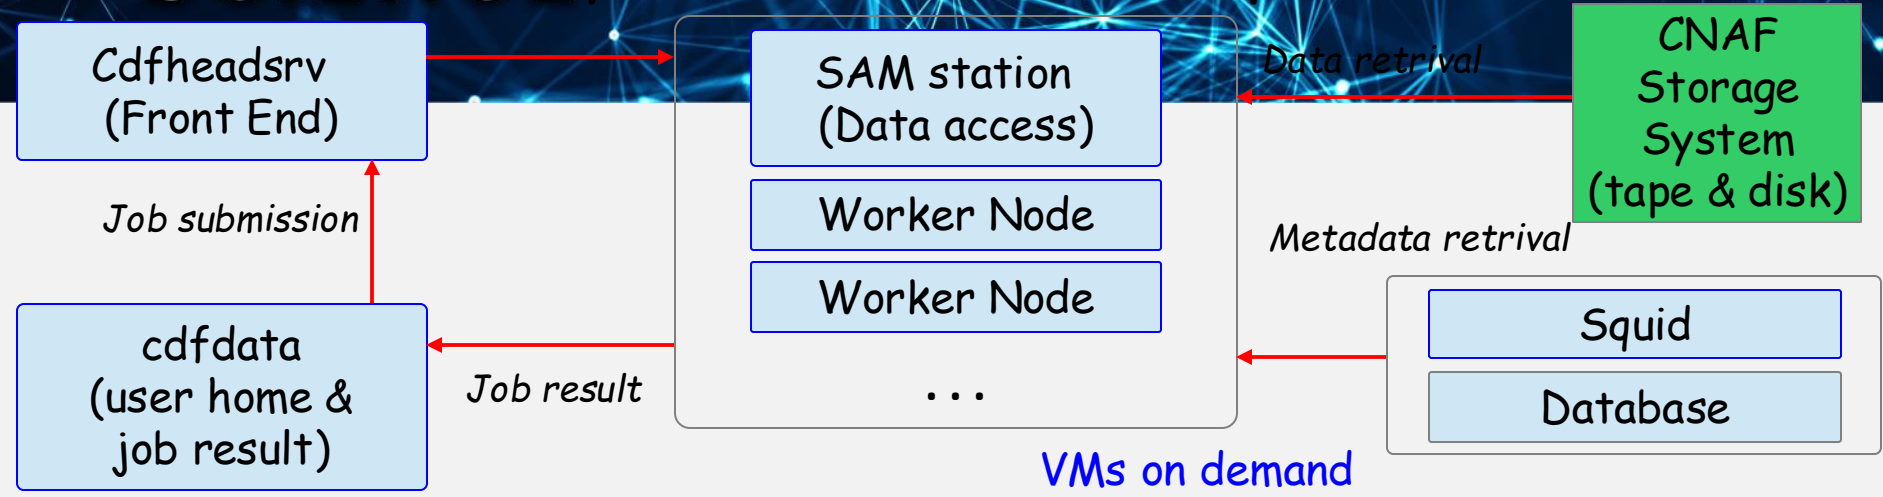 Cdfheadsrv
(Front End)
SAM station
(Data access)
Data retrival
CNAF
Storage
System
(tape & disk)
Job submission
Worker Node
Metadata retrival
Worker Node
cdfdata
(user home &
job result)
Job result
...
Squid
Database
VMs on demand